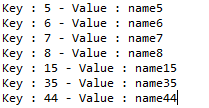 Key : 5 - Value : name5
Key : 6 - Value : name6
Key : 7 - Value : name7
Key : 8 - Value : name8
Key : 15 - Value : name15
Key : 35 - Value : name35
Key : 44 - Value : name44